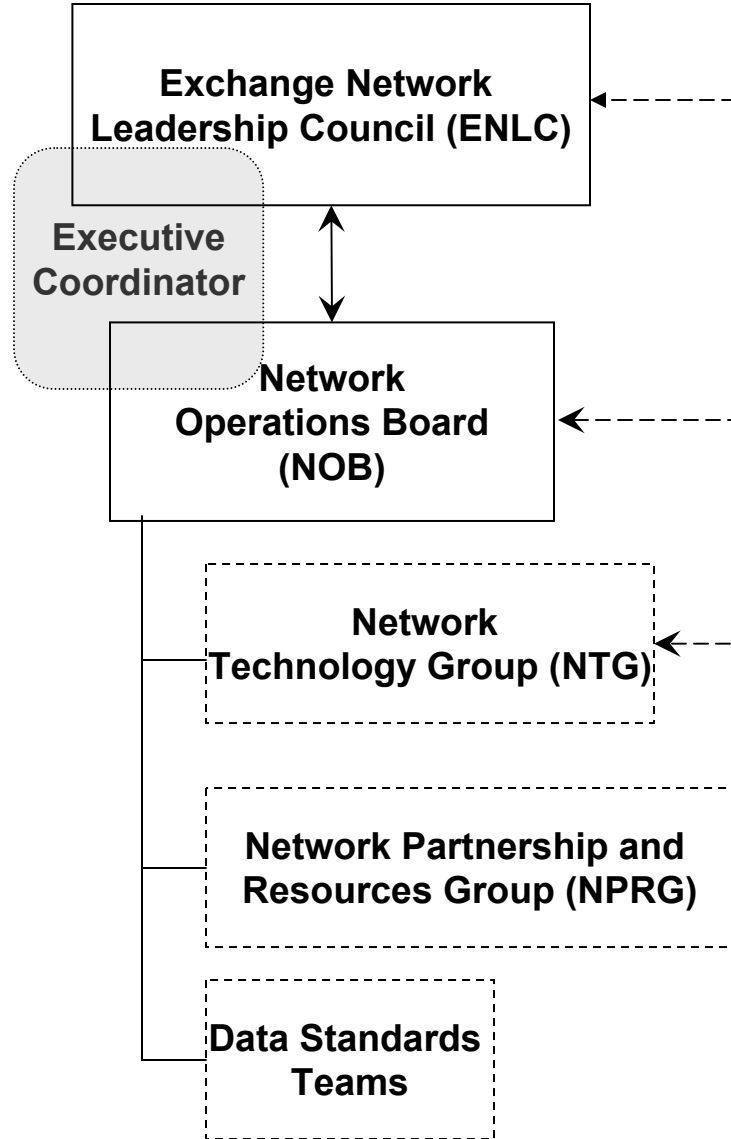 Exchange Network
Leadership Council (ENLC)
Executive
Coordinator
Network
Operations Board
(NOB)
Network
Technology Group (NTG)
Network Partnership and
Resources Group (NPRG)
Data Standards
Teams